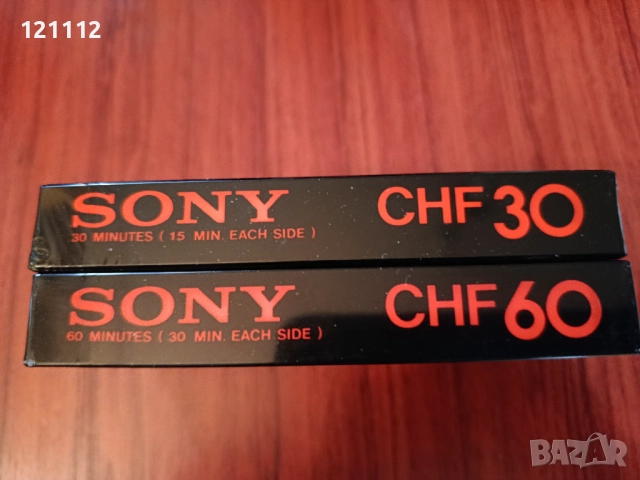 121112
SONY CHF 30
30 MINUTES ( 15 MIN. EACH SIDE )
SONY CHF 60
60 MINUTES ( 30 MIN. EACH SIDE )
BAZAR